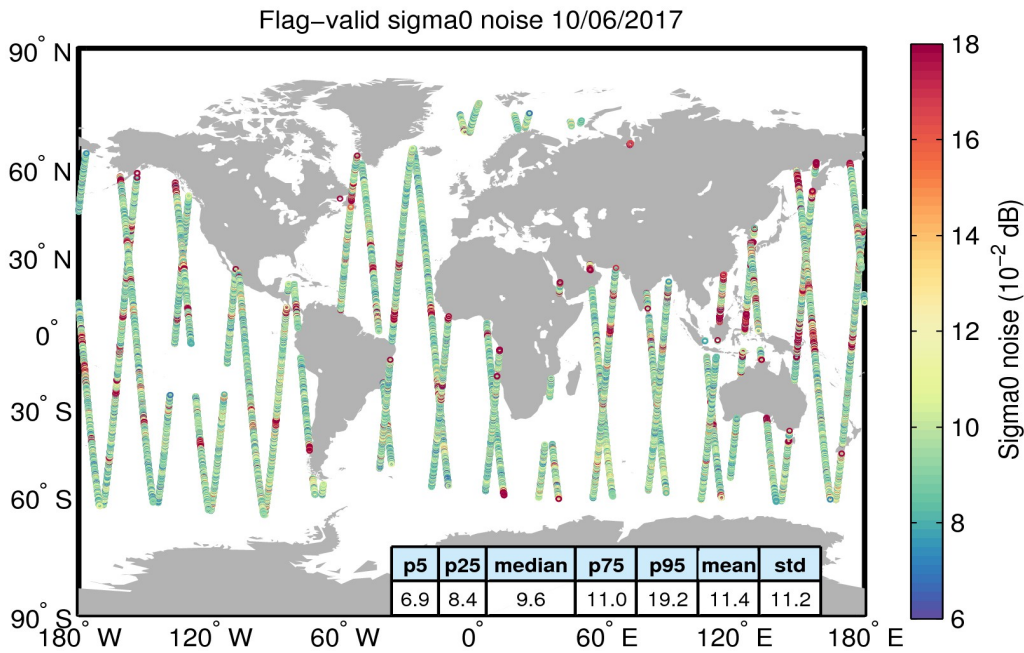 Flag−valid sigma0 noise 10/06/2017
90° N
60° N
30° N
0°
30° S
60° S
90° S
180° W 120° W 60° W 0° 60° E 120° E 180° E
p5 p25 median p75 p95 mean std
6.9 8.4 9.6 11.0 19.2 11.4 11.2
18
16
14
12
10
8
6
Sigma0 noise (10⁻² dB)